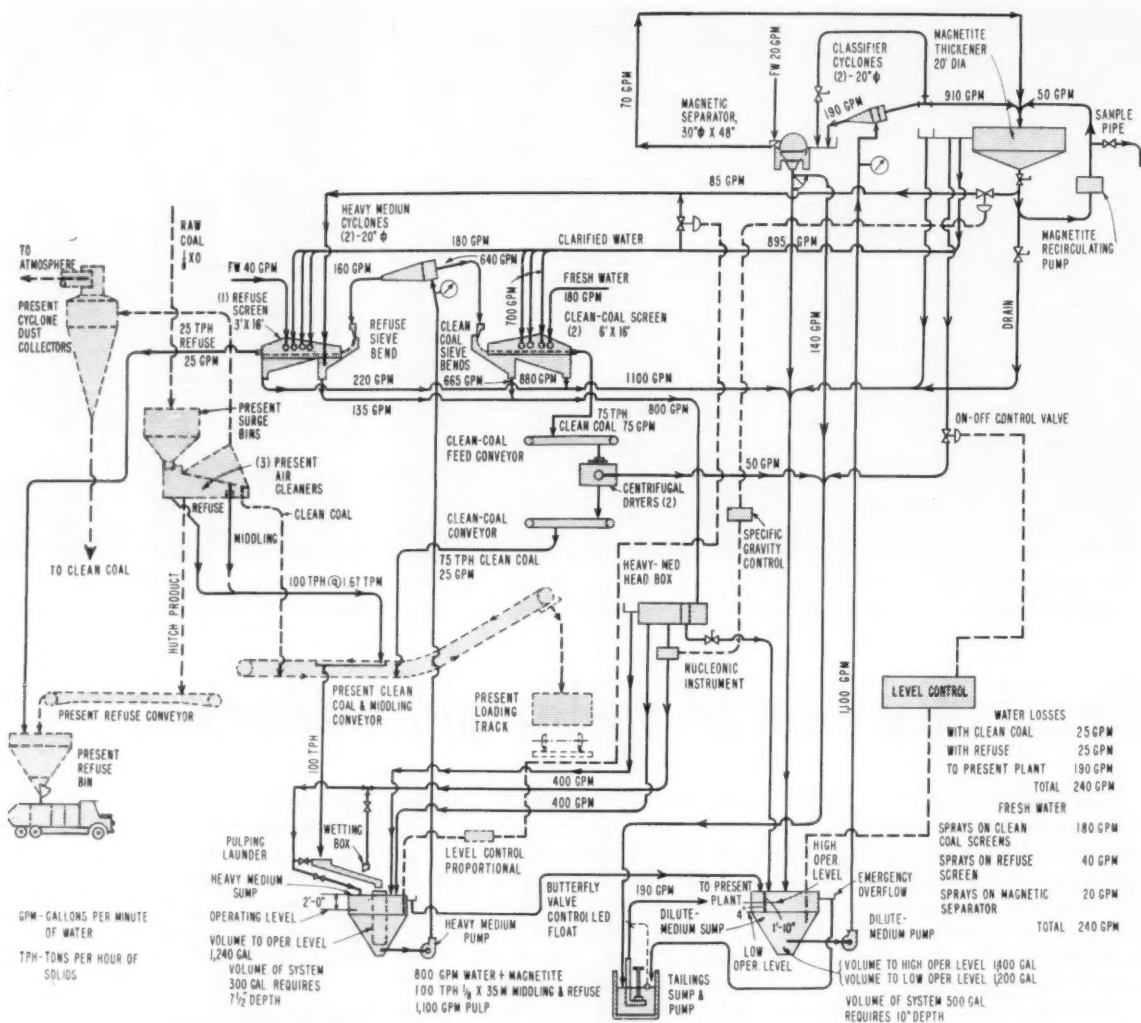 70 GPM
FW 20 GPM
CLASSIFIER
CYCLONES
(2)-20" ϕ
MAGNETITE
THICKENER
20' DIA
190 GPM
910 GPM
50 GPM
SAMPLE
PIPE
MAGNETIC
SEPARATOR,
30"ϕ X 48"
85 GPM
MAGNETITE
RECIRCULATING
PUMP
HEAVY MEDIUM
CYCLONES
(2)-20" ϕ
RAW
COAL
TO
ATMOSPHERE
180 GPM
CLARIFIED WATER
895 GPM
FW 40 GPM
160 GPM
640 GPM
FRESH WATER
180 GPM
700 GPM
PRESENT
CYCLONE
DUST
COLLECTORS
(1) REFUSE
SCREEN
3' X 16'
25 TPH
REFUSE
25 GPM
REFUSE
SIEVE
BEND
CLEAN
COAL
SIEVE
BENDS
CLEAN-COAL SCREEN
(2) 6' X 16'
140 GPM
DRAIN
220 GPM
665 GPM
880 GPM
1100 GPM
135 GPM
800 GPM
PRESENT
SURGE
BINS
75 TPH
CLEAN COAL 75 GPM
ON-OFF CONTROL VALVE
CLEAN-COAL
FEED CONVEYOR
(3) PRESENT
AIR
CLEANERS
50 GPM
CENTRIFUGAL
DRYERS (2)
REFUSE
CLEAN COAL
CLEAN-COAL
CONVEYOR
SPECIFIC
GRAVITY
CONTROL
MIDDLING
TO CLEAN COAL
75 TPH CLEAN COAL
25 GPM
HEAVY-MED
HEAD BOX
100 TPH @ 1.67 TPM
HUTCH PRODUCT
NUCLEONIC
INSTRUMENT
1,100 GPM
LEVEL CONTROL
PRESENT CLEAN
COAL & MIDDLING
CONVEYOR
PRESENT
LOADING
TRACK
PRESENT REFUSE CONVEYOR
PRESENT
REFUSE
BIN
100 TPH
400 GPM
400 GPM
WATER LOSSES
WITH CLEAN COAL 25 GPM
WITH REFUSE 25 GPM
TO PRESENT PLANT 190 GPM
TOTAL 240 GPM
FRESH WATER
SPRAYS ON CLEAN
COAL SCREENS 180 GPM
SPRAYS ON REFUSE
SCREEN 40 GPM
SPRAYS ON MAGNETIC
SEPARATOR 20 GPM
TOTAL 240 GPM
WETTING
BOX
PULPING
LAUNDER
LEVEL CONTROL
PROPORTIONAL
HEAVY MEDIUM
SUMP
2'-0"
OPERATING LEVEL
VOLUME TO OPER LEVEL
1,240 GAL
VOLUME OF SYSTEM
300 GAL REQUIRES
7½" DEPTH
HEAVY MEDIUM
PUMP
BUTTERFLY
VALVE
CONTROLLED
FLOAT
190 GPM
TO PRESENT
PLANT
HIGH
OPER
LEVEL
EMERGENCY
OVERFLOW
4"
1'-10"
DILUTE-
MEDIUM SUMP
LOW
OPER. LEVEL
DILUTE-
MEDIUM PUMP
VOLUME TO HIGH OPER LEVEL 1,400 GAL
VOLUME TO LOW OPER LEVEL 1,200 GAL
VOLUME OF SYSTEM 500 GAL
REQUIRES 10" DEPTH
TAILINGS
SUMP &
PUMP
800 GPM WATER + MAGNETITE
100 TPH ⅛ X 35M MIDDLING & REFUSE
1,100 GPM PULP
GPM-GALLONS PER MINUTE
OF WATER
TPH-TONS PER HOUR OF
SOLIDS